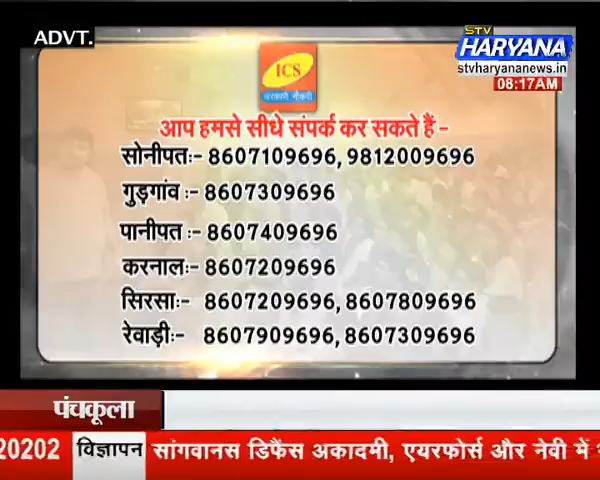 ADVT.
STV
HARYANA
stvharyananews.in
08:17AM
ICS
सरकारी नौकरी
आप हमसे सीधे संपर्क कर सकते हैं -
सोनीपतः- 8607109696, 9812009696
गुड़गांव :- 8607309696
पानीपत :- 8607409696
करनालः- 8607209696
सिरसाः- 8607209696, 8607809696
रेवाड़ीः- 8607909696, 8607309696
पंचकूला
20202 विज्ञापन सांगवानस डिफैंस अकादमी, एयरफोर्स और नेवी में